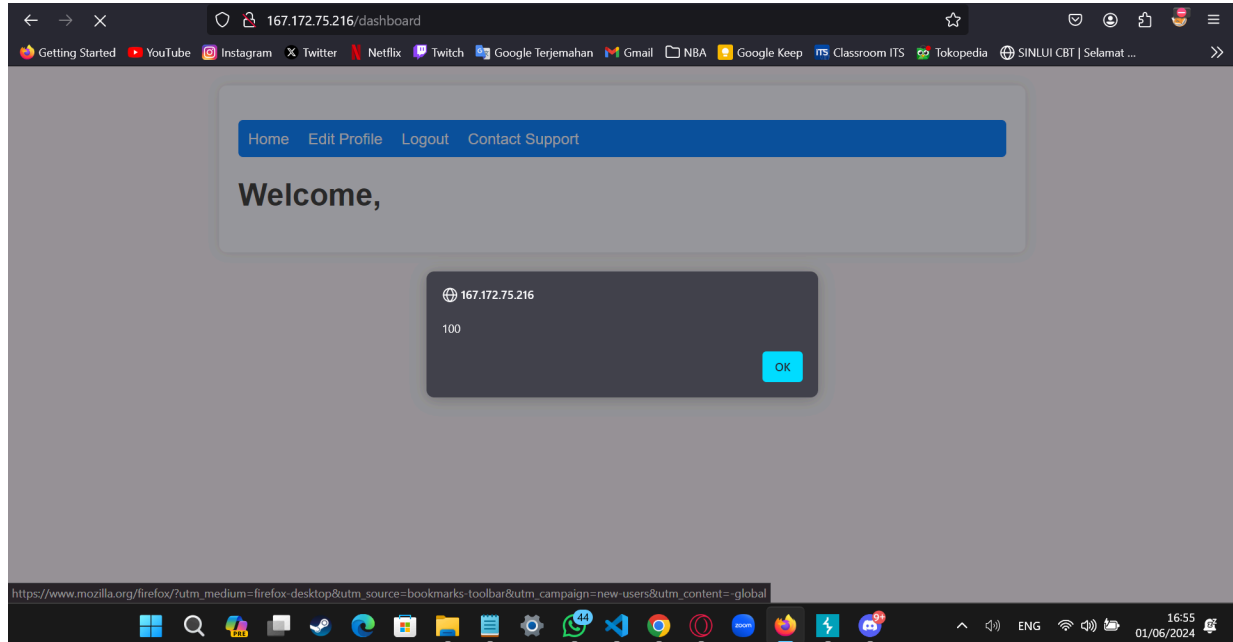 167.172.75.216/dashboard
Getting Started YouTube Instagram Twitter Netflix Twitch Google Terjemahan Gmail NBA Google Keep Classroom ITS Tokopedia SINLUI CBT | Selamat ...
Home Edit Profile Logout Contact Support
Welcome,
167.172.75.216
100
OK
https://www.mozilla.org/firefox/?utm_medium=firefox-desktop&utm_source=bookmarks-toolbar&utm_campaign=new-users&utm_content=-global
PRE 44 zoom 9+ ENG 16:55
01/06/2024